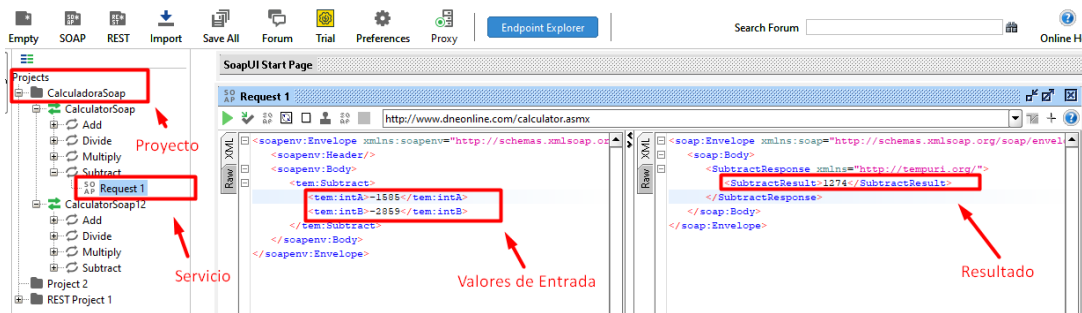 Empty SOAP REST Import Save All Forum Trial Preferences Proxy Endpoint Explorer Search Forum Online H
Projects
CalculadoraSoap
CalculatorSoap
Add
Divide
Multiply
Subtract
Request 1
CalculatorSoap12
Add
Divide
Multiply
Subtract
Project 2
REST Project 1
Proyecto
Servicio
SoapUI Start Page
Request 1
http://www.dneonline.com/calculator.asmx
XML
Raw
<soapenv:Envelope xmlns:soapenv="http://schemas.xmlsoap.or
<soapenv:Header/>
<soapenv:Body>
<tem:Subtract>
<tem:intA>-1585</tem:intA>
<tem:intB>-2859</tem:intB>
</tem:Subtract>
</soapenv:Body>
</soapenv:Envelope>
Valores de Entrada
XML
Raw
<soap:Envelope xmlns:soap="http://schemas.xmlsoap.org/soap/envel
<soap:Body>
<SubtractResponse xmlns="http://tempuri.org/">
<SubtractResult>1274</SubtractResult>
</SubtractResponse>
</soap:Body>
</soap:Envelope>
Resultado